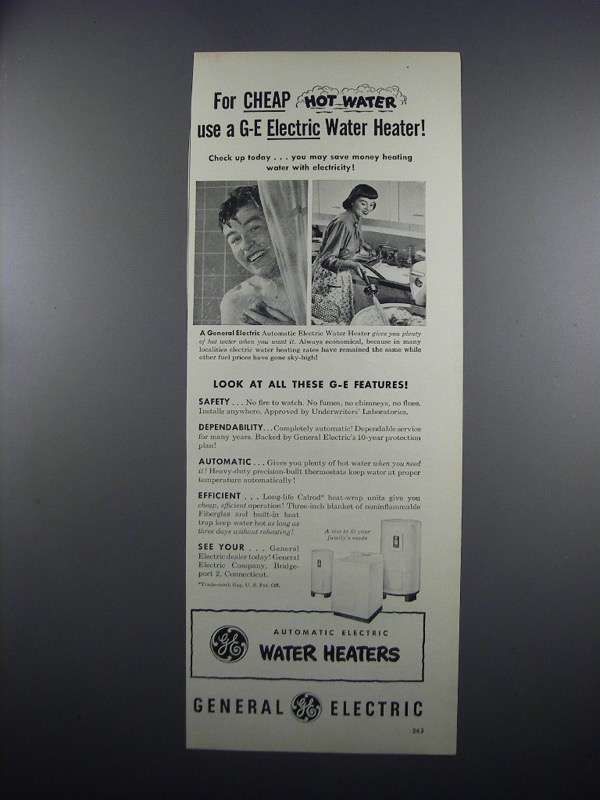 For CHEAP HOT WATER
use a G-E Electric Water Heater!
Check up today . . . you may save money heating
water with electricity!
A General Electric Automatic Electric Water Heater gives you plenty
of hot water when you want it. Always economical, because in many
localities electric water heating rates have remained the same while
other fuel prices have gone sky-high!
LOOK AT ALL THESE G-E FEATURES!
SAFETY . . . No fire to watch. No fumes, no chimneys, no flues.
Installs anywhere. Approved by Underwriters' Laboratories.
DEPENDABILITY . . . Completely automatic! Dependable service
for many years. Backed by General Electric's 10-year protection
plan!
AUTOMATIC . . . Gives you plenty of hot water when you need
it! Heavy-duty precision-built thermostats keep water at proper
temperature automatically!
EFFICIENT . . . Long-life Calrod* heat-wrap units give you
cheap, efficient operation! Three-inch blanket of noninflammable
Fiberglas and built-in heat
trap keep water hot as long as
three days without reheating!
A size to fit your
family's needs
SEE YOUR . . . General
Electric dealer today! General
Electric Company, Bridge-
port 2, Connecticut.
*Trade-mark Reg. U. S. Pat. Off.
GE AUTOMATIC ELECTRIC
WATER HEATERS
GENERAL GE ELECTRIC
243